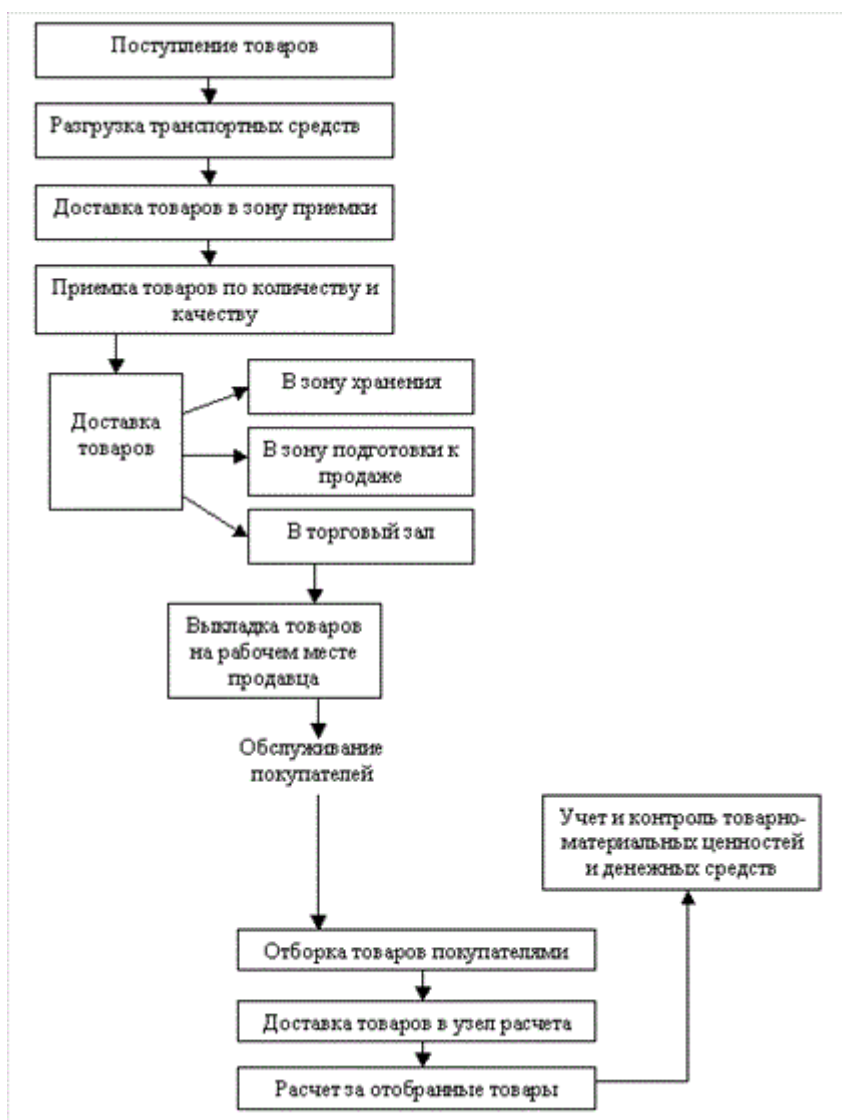 Поступление товаров
Разгрузка транспортных средств
Доставка товаров в зону приемки
Приемка товаров по количеству и
качеству
Доставка
товаров
В зону хранения
В зону подготовки к
продаже
В торговый зал
Выкладка товаров
на рабочем месте
продавца
Обслуживание
покупателей
Учет и контроль товарно-
материальных ценностей
и денежных средств
Отборка товаров покупателями
Доставка товаров в узел расчета
Расчет за отобранные товары